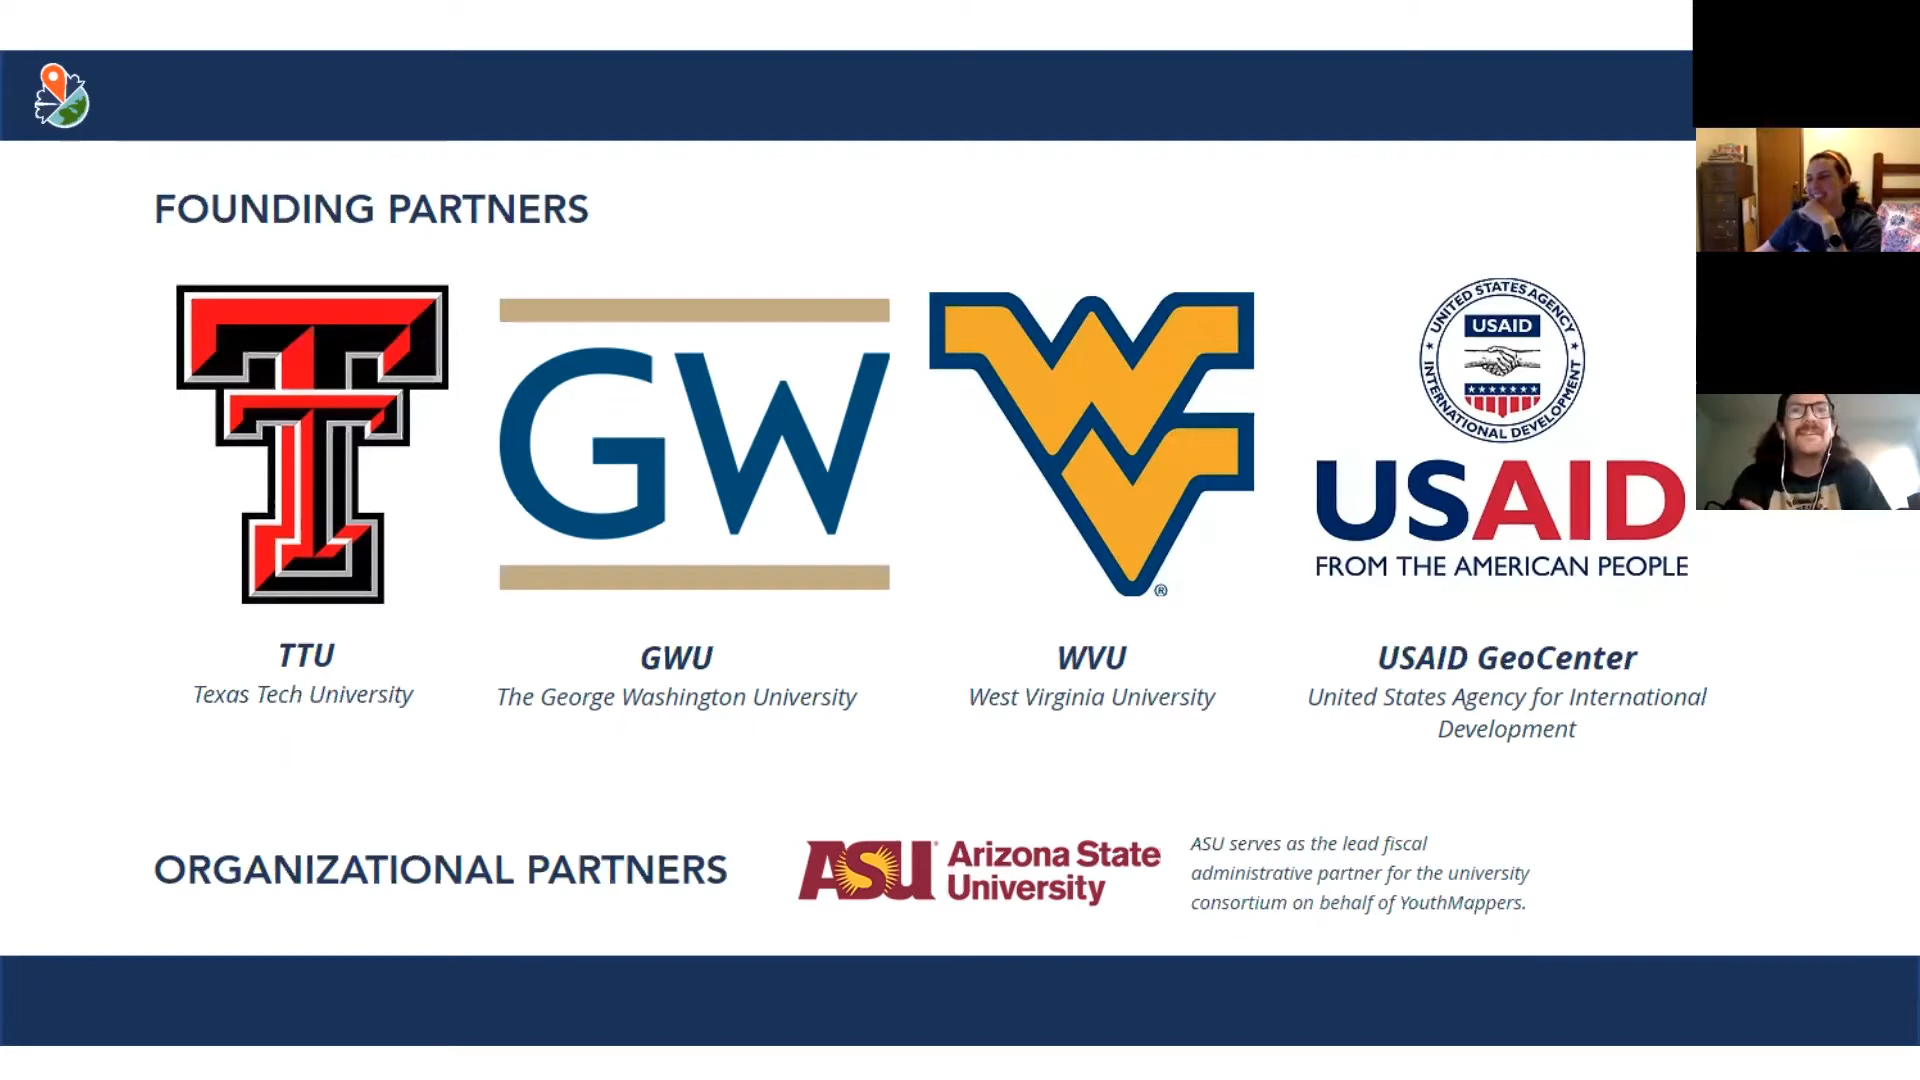 FOUNDING PARTNERS
GW
UNITED STATES AGENCY
USAID
INTERNATIONAL DEVELOPMENT
USAID
FROM THE AMERICAN PEOPLE
®
TTU
Texas Tech University
GWU
The George Washington University
WVU
West Virginia University
USAID GeoCenter
United States Agency for International
Development
ORGANIZATIONAL PARTNERS
ASU
Arizona State
University
ASU serves as the lead fiscal
administrative partner for the university
consortium on behalf of YouthMappers.